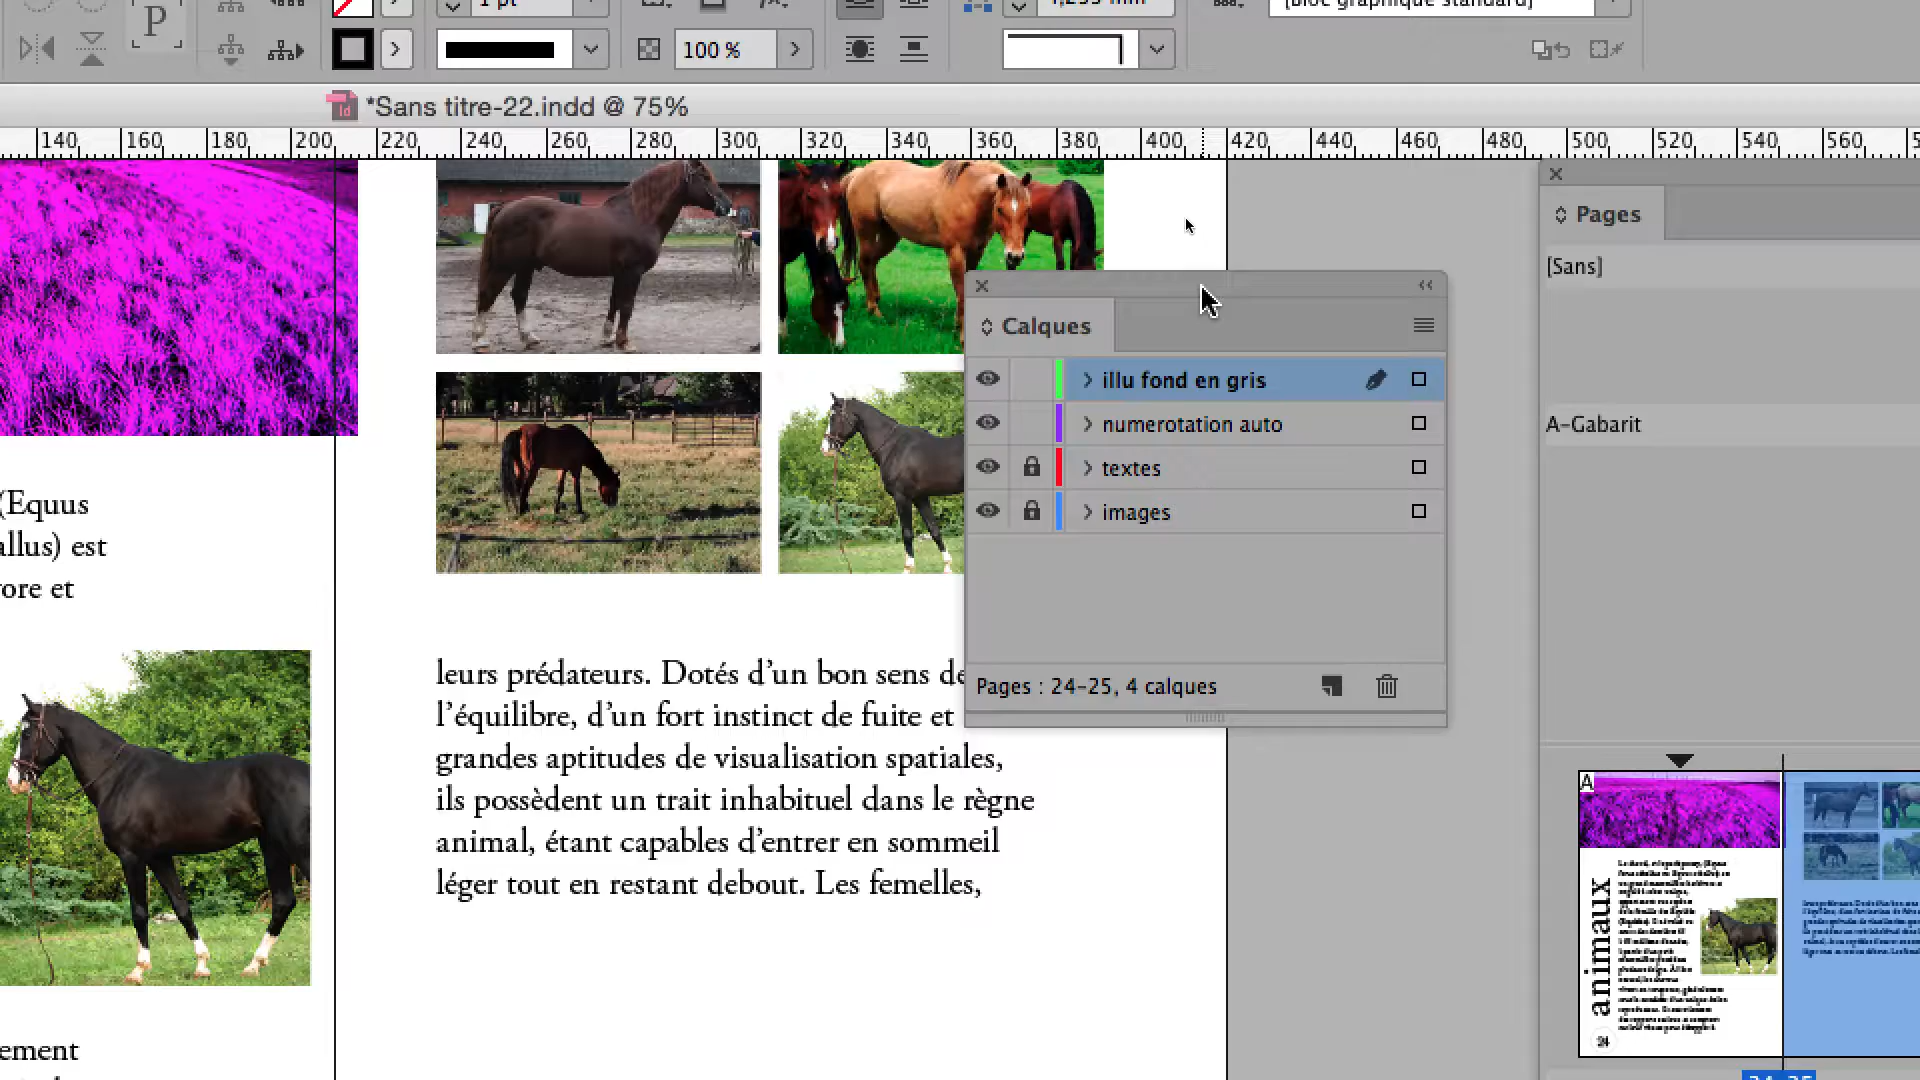 1 pt
[Bloc graphique standard]
P
100 %
*Sans titre-22.indd @ 75%
140 160 180 200 220 240 260 280 300 320 340 360 380 400 420 440 460 480 500 520 540 560
Pages
[Sans]
A-Gabarit
Calques
illu fond en gris
numerotation auto
textes
images
Pages : 24-25, 4 calques
(Equus
allus) est
ore et
leurs prédateurs. Dotés d’un bon sens de
l’équilibre, d’un fort instinct de fuite et
grandes aptitudes de visualisation spatiales,
ils possèdent un trait inhabituel dans le règne
animal, étant capables d’entrer en sommeil
léger tout en restant debout. Les femelles,
ement
A
animaux
24
24-25